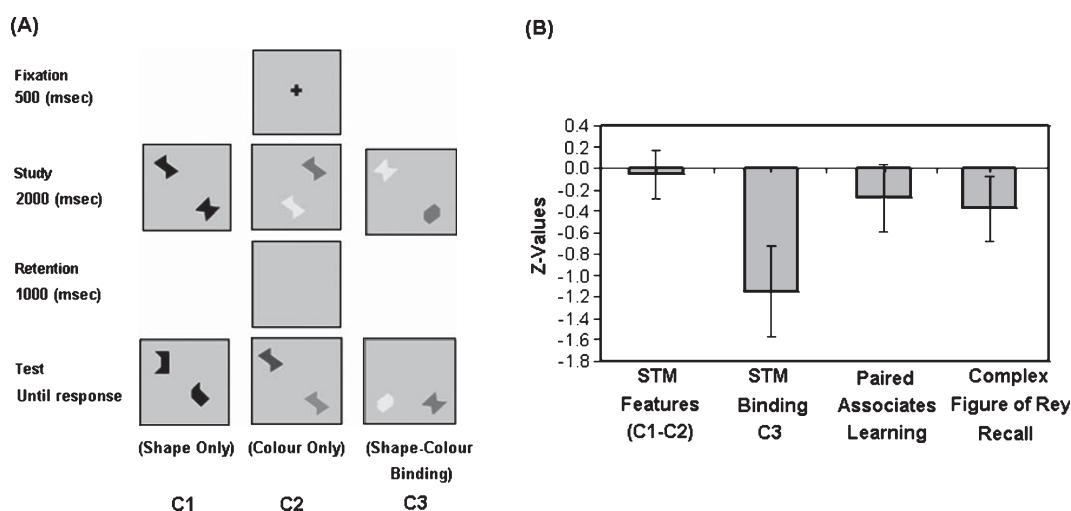 (A)
Fixation
500 (msec)
Study
2000 (msec)
Retention
1000 (msec)
Test
Until response
(Shape Only)
(Colour Only)
(Shape-Colour
Binding)
C1
C2
C3
(B)
Z-Values
0.4
0.2
0.0
-0.2
-0.4
-0.6
-0.8
-1.0
-1.2
-1.4
-1.6
-1.8
STM
Features
(C1-C2)
STM
Binding
C3
Paired
Associates
Learning
Complex
Figure of Rey
Recall